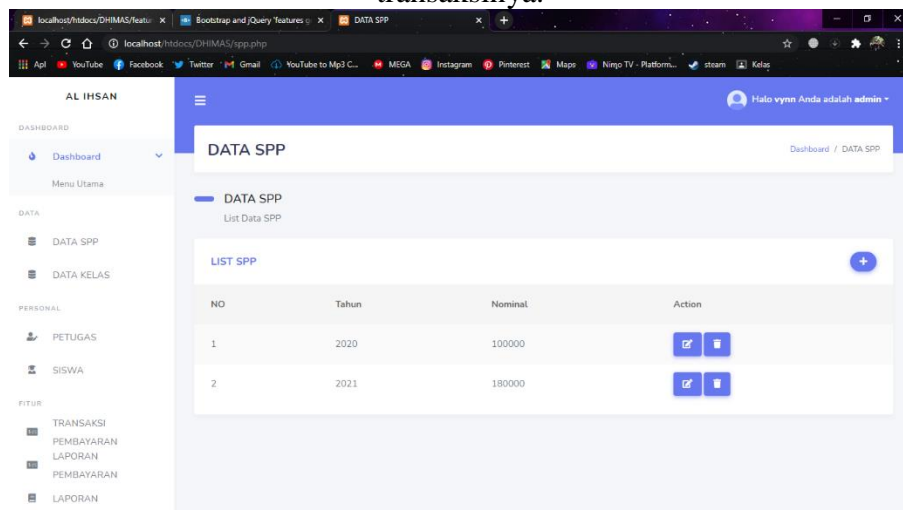 transaksinya.
localhost/htdocs/DHIMAS/featur
Bootstrap and jQuery 'features g
DATA SPP
localhost/htdocs/DHIMAS/spp.php
Apl YouTube Facebook Twitter Gmail YouTube to Mp3 C... MEGA Instagram Pinterest Maps Nimo TV - Platform... steam Kelas
AL IHSAN
Halo vynn Anda adalah admin
DASHBOARD
Dashboard
Menu Utama
DATA
DATA SPP
DATA KELAS
PERSONAL
PETUGAS
SISWA
FITUR
TRANSAKSI
PEMBAYARAN
LAPORAN
PEMBAYARAN
LAPORAN
DATA SPP
Dashboard / DATA SPP
DATA SPP
List Data SPP
LIST SPP
NO Tahun Nominal Action
1 2020 100000
2 2021 180000